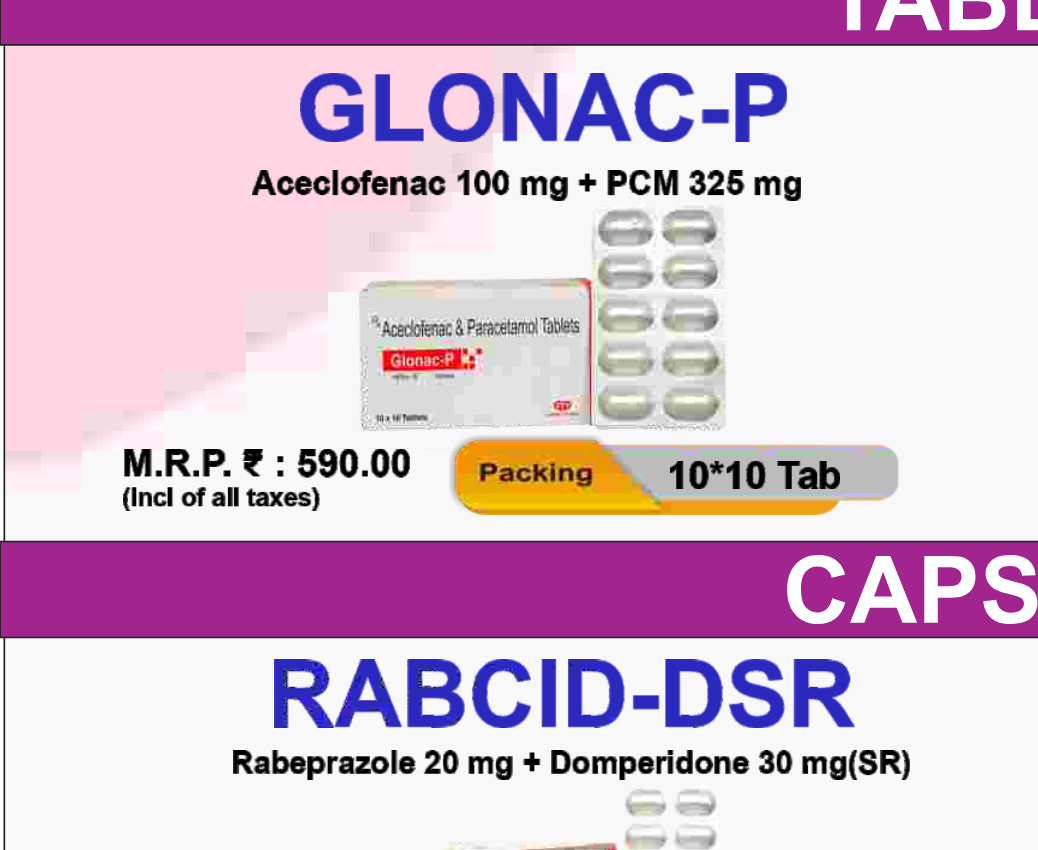 TABL
GLONAC-P
Aceclofenac 100 mg + PCM 325 mg
Rx Aceclofenac & Paracetamol Tablets
Glonac-P
10 x 10 Tablets
M.R.P. ₹ : 590.00
(Incl of all taxes)
Packing
10*10 Tab
CAPS
RABCID-DSR
Rabeprazole 20 mg + Domperidone 30 mg(SR)